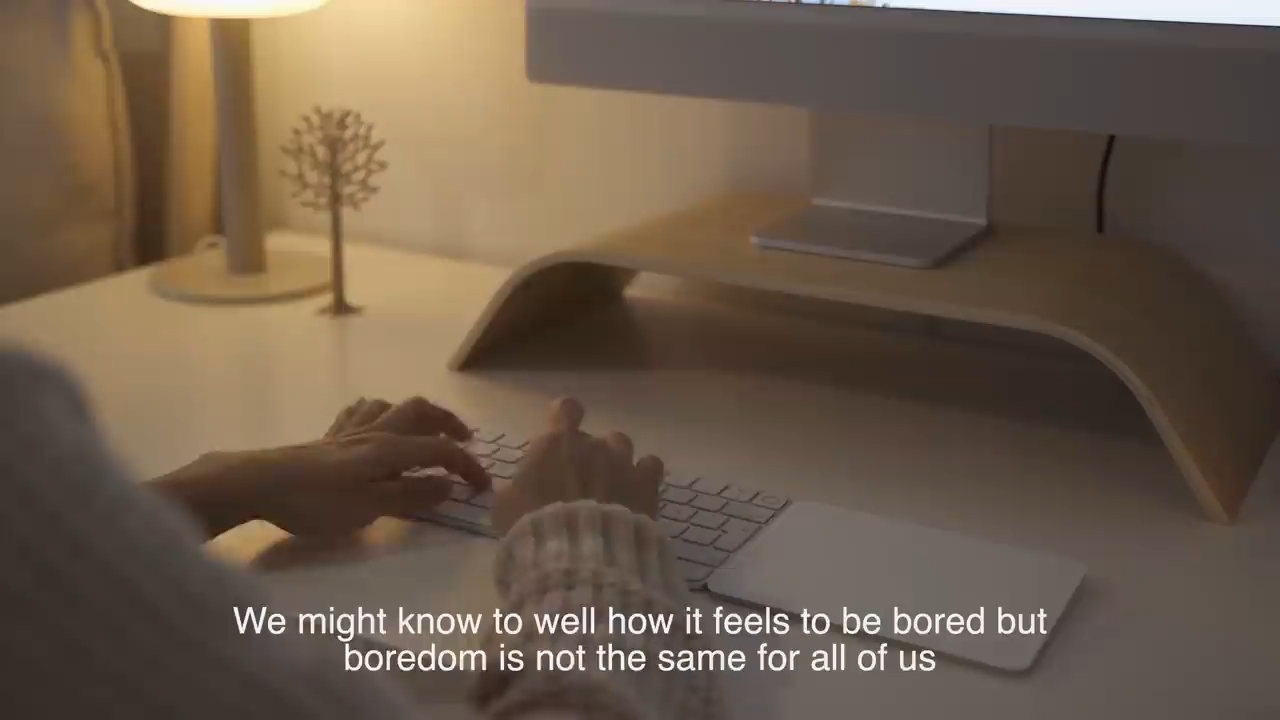 We might know to well how it feels to be bored but
boredom is not the same for all of us